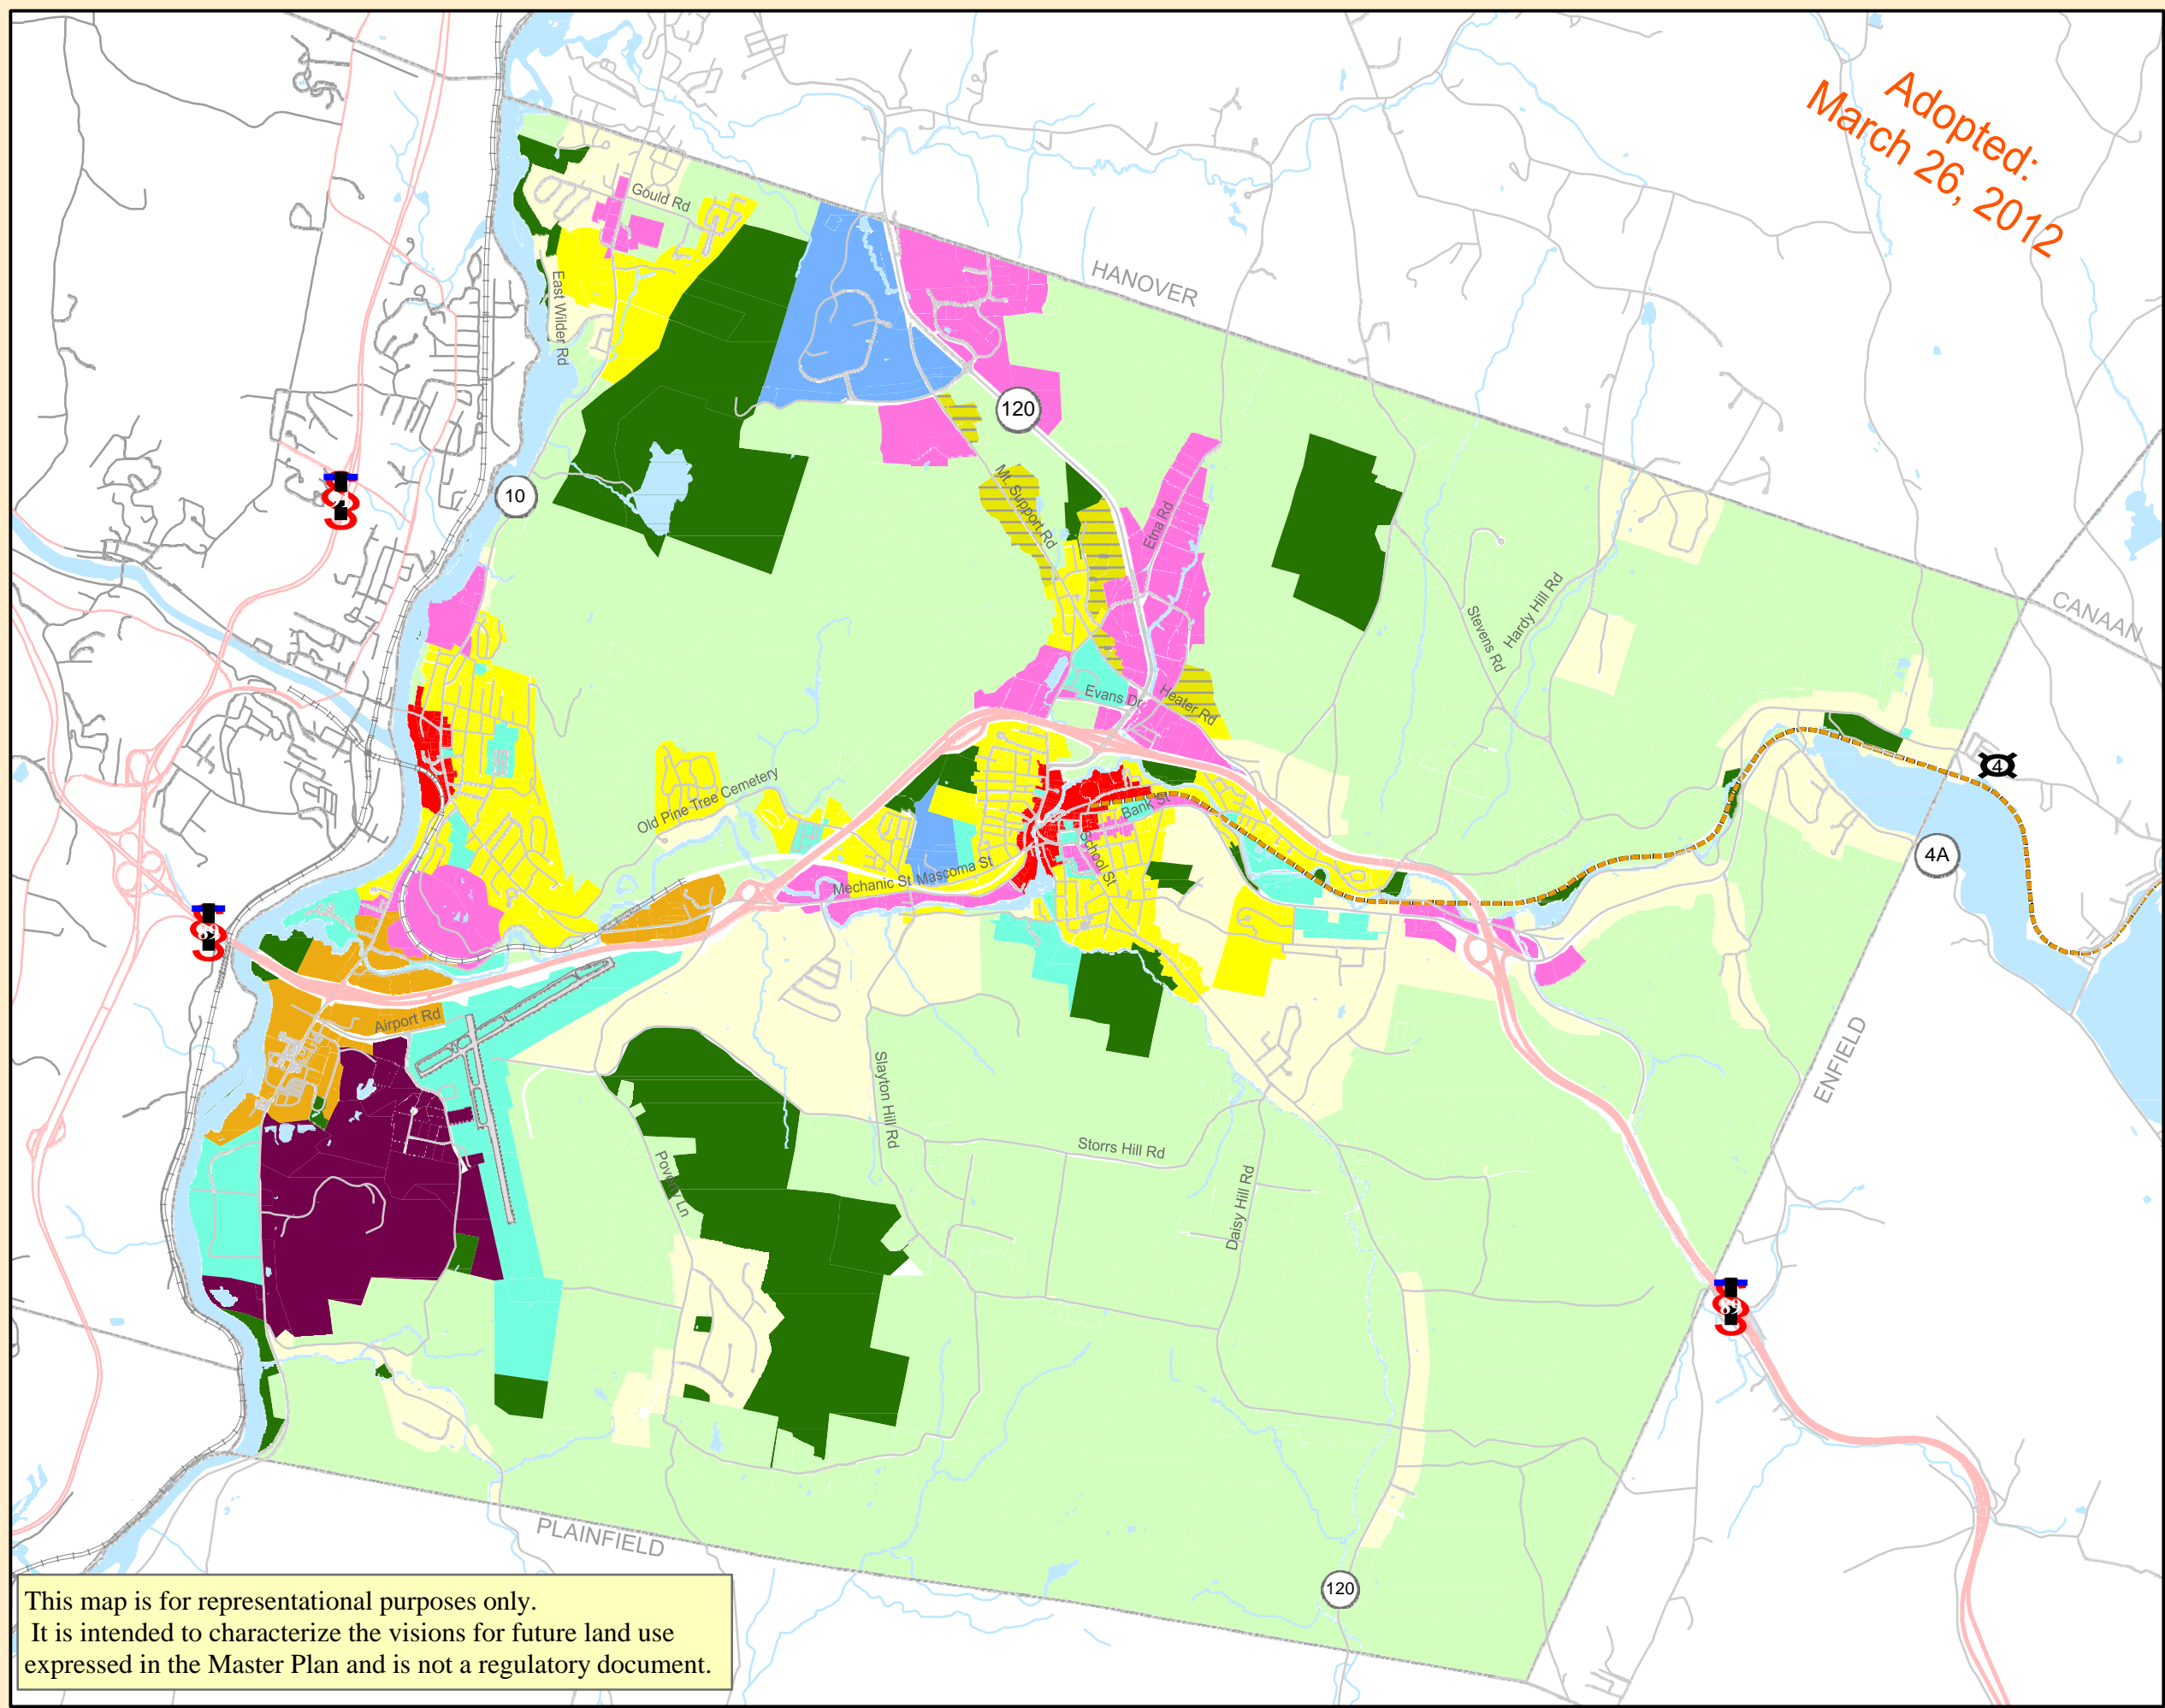 Adopted:
March 26, 2012
HANOVER
CANAAN
ENFIELD
PLAINFIELD
Gould Rd
East Wilder Rd
120
10
Mt. Support Rd
Etna Rd
Stevens Rd
Hardy Hill Rd
Evans Dr
Heater Rd
Old Pine Tree Cemetery
Bank St
School St
Mechanic St
Mascoma St
4
4A
Airport Rd
Slayton Hill Rd
Storrs Hill Rd
Daisy Hill Rd
Poverty Ln
120
This map is for representational purposes only.
It is intended to characterize the visions for future land use
expressed in the Master Plan and is not a regulatory document.